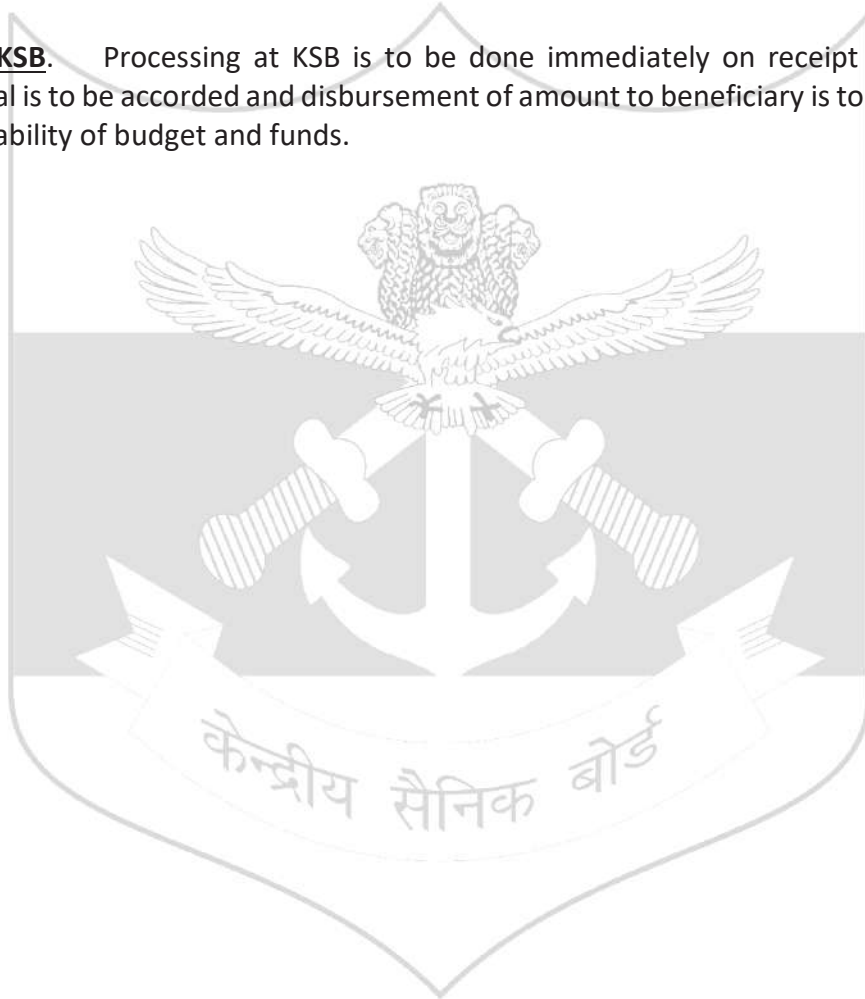 KSB. Processing at KSB is to be done immediately on receipt
al is to be accorded and disbursement of amount to beneficiary is to
ability of budget and funds.
केन्द्रीय सैनिक बोर्ड